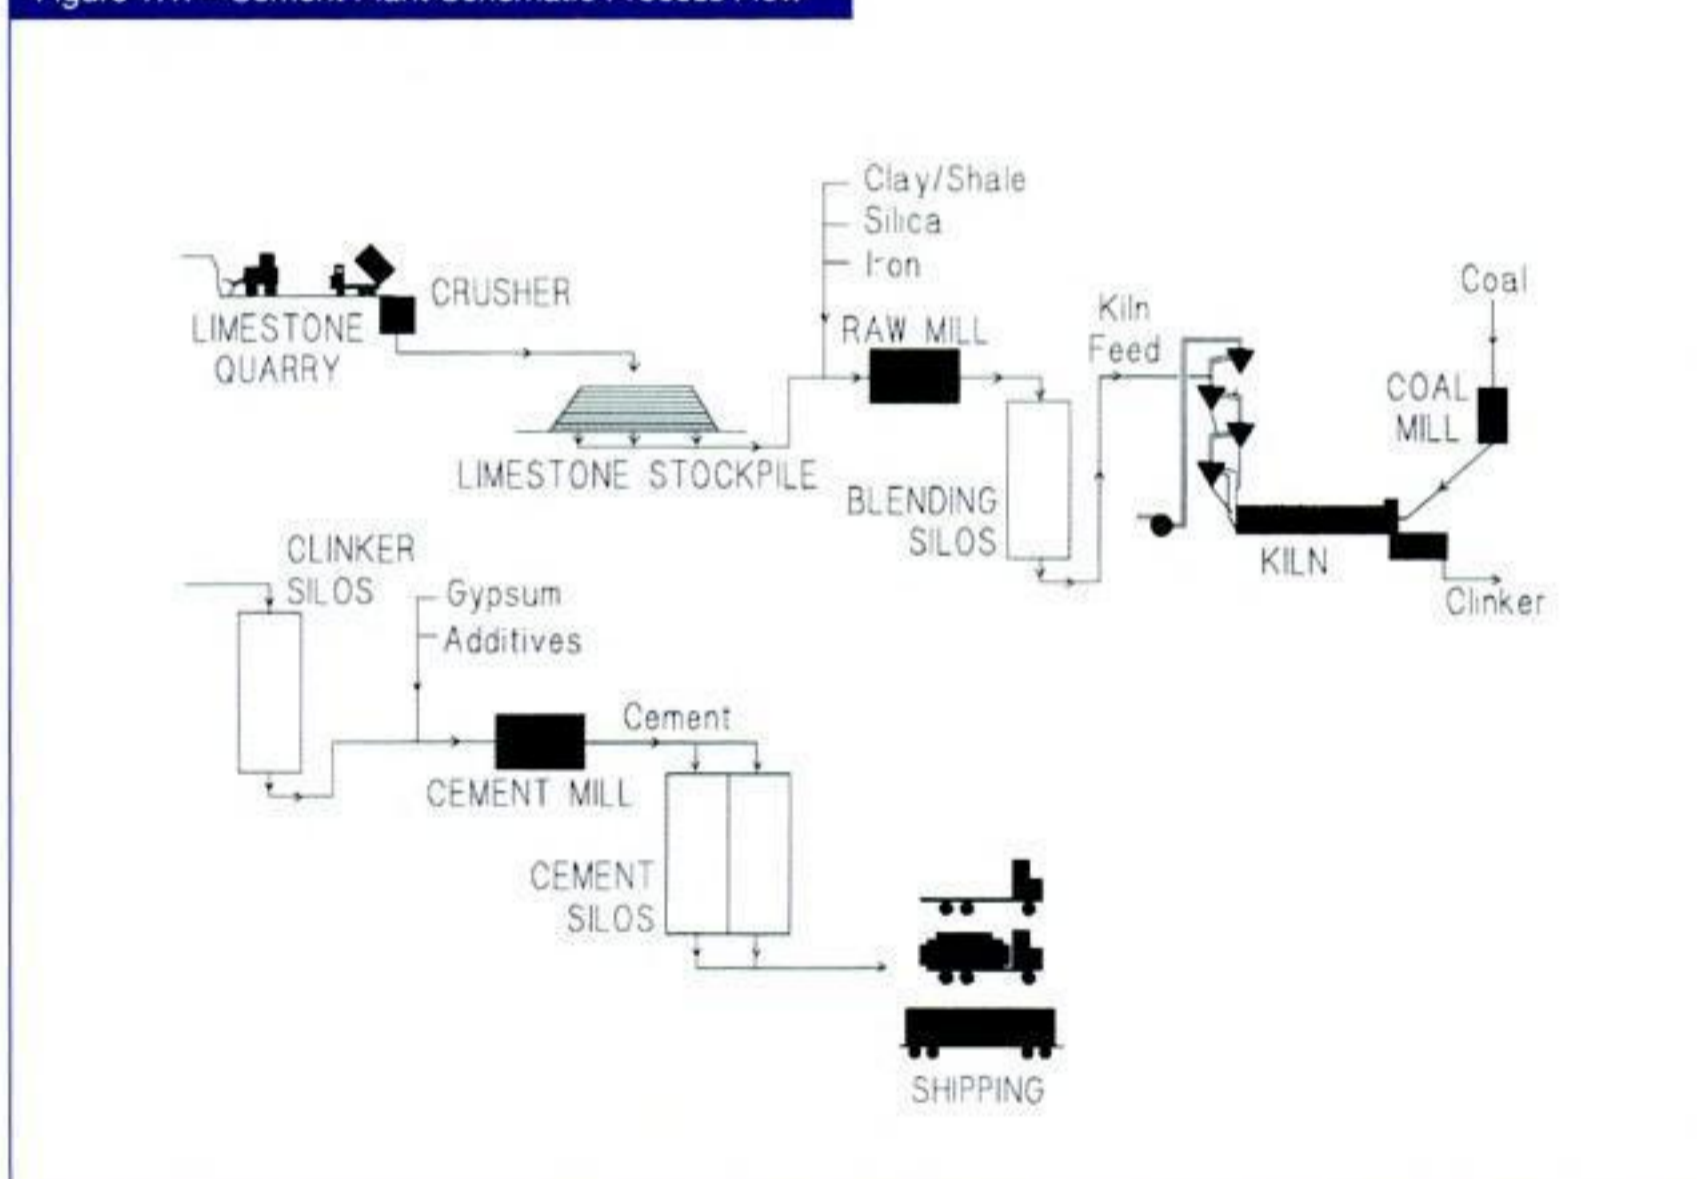 Clay/Shale
Silica
Iron
CRUSHER
LIMESTONE
QUARRY
RAW MILL
Kiln
Feed
Coal
COAL
MILL
LIMESTONE STOCKPILE
BLENDING
SILOS
KILN
Clinker
CLINKER
SILOS
Gypsum
Additives
Cement
CEMENT MILL
CEMENT
SILOS
SHIPPING